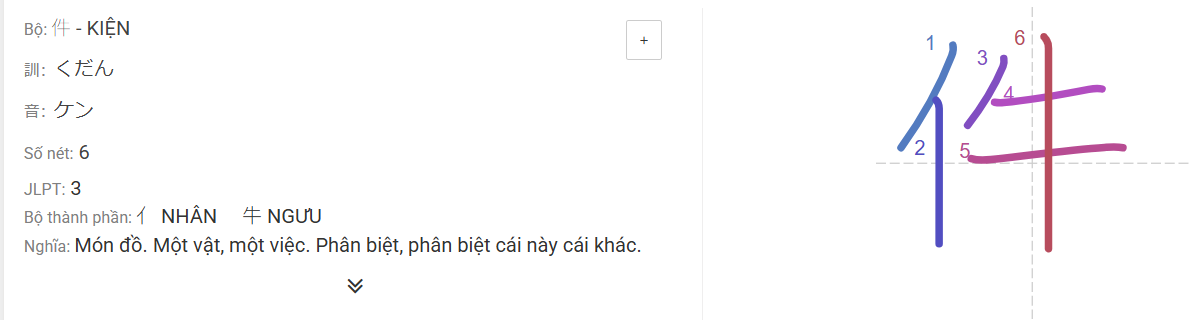 Bộ: 件 - KIỆN
+
訓: くだん
音: ケン
Số nét: 6
JLPT: 3
Bộ thành phần: 亻 NHÂN 牛 NGƯU
Nghĩa: Món đồ. Một vật, một việc. Phân biệt, phân biệt cái này cái khác.
件
1
2
3
4
5
6